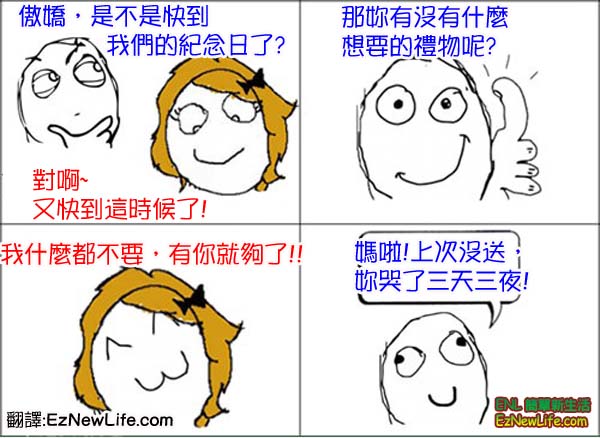 傲嬌，是不是快到
我們的紀念日了?
對啊~
又快到這時候了!
那妳有沒有什麼
想要的禮物呢?
我什麼都不要，有你就夠了!!
媽啦!上次沒送，
妳哭了三天三夜!
翻譯:EzNewLife.com
ENL 簡單新生活
EzNewLife.com